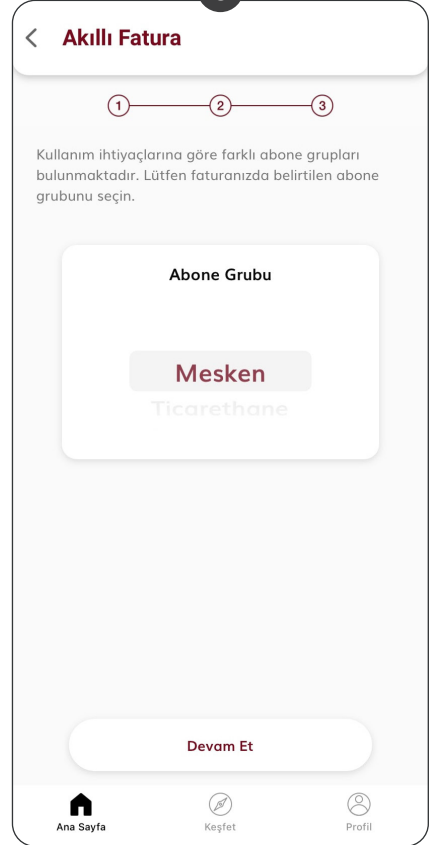 Akıllı Fatura
1 2 3
Kullanım ihtiyaçlarına göre farklı abone grupları
bulunmaktadır. Lütfen faturanızda belirtilen abone
grubunu seçin.
Abone Grubu
Mesken
Ticarethane
Devam Et
Ana Sayfa Keşfet Profil